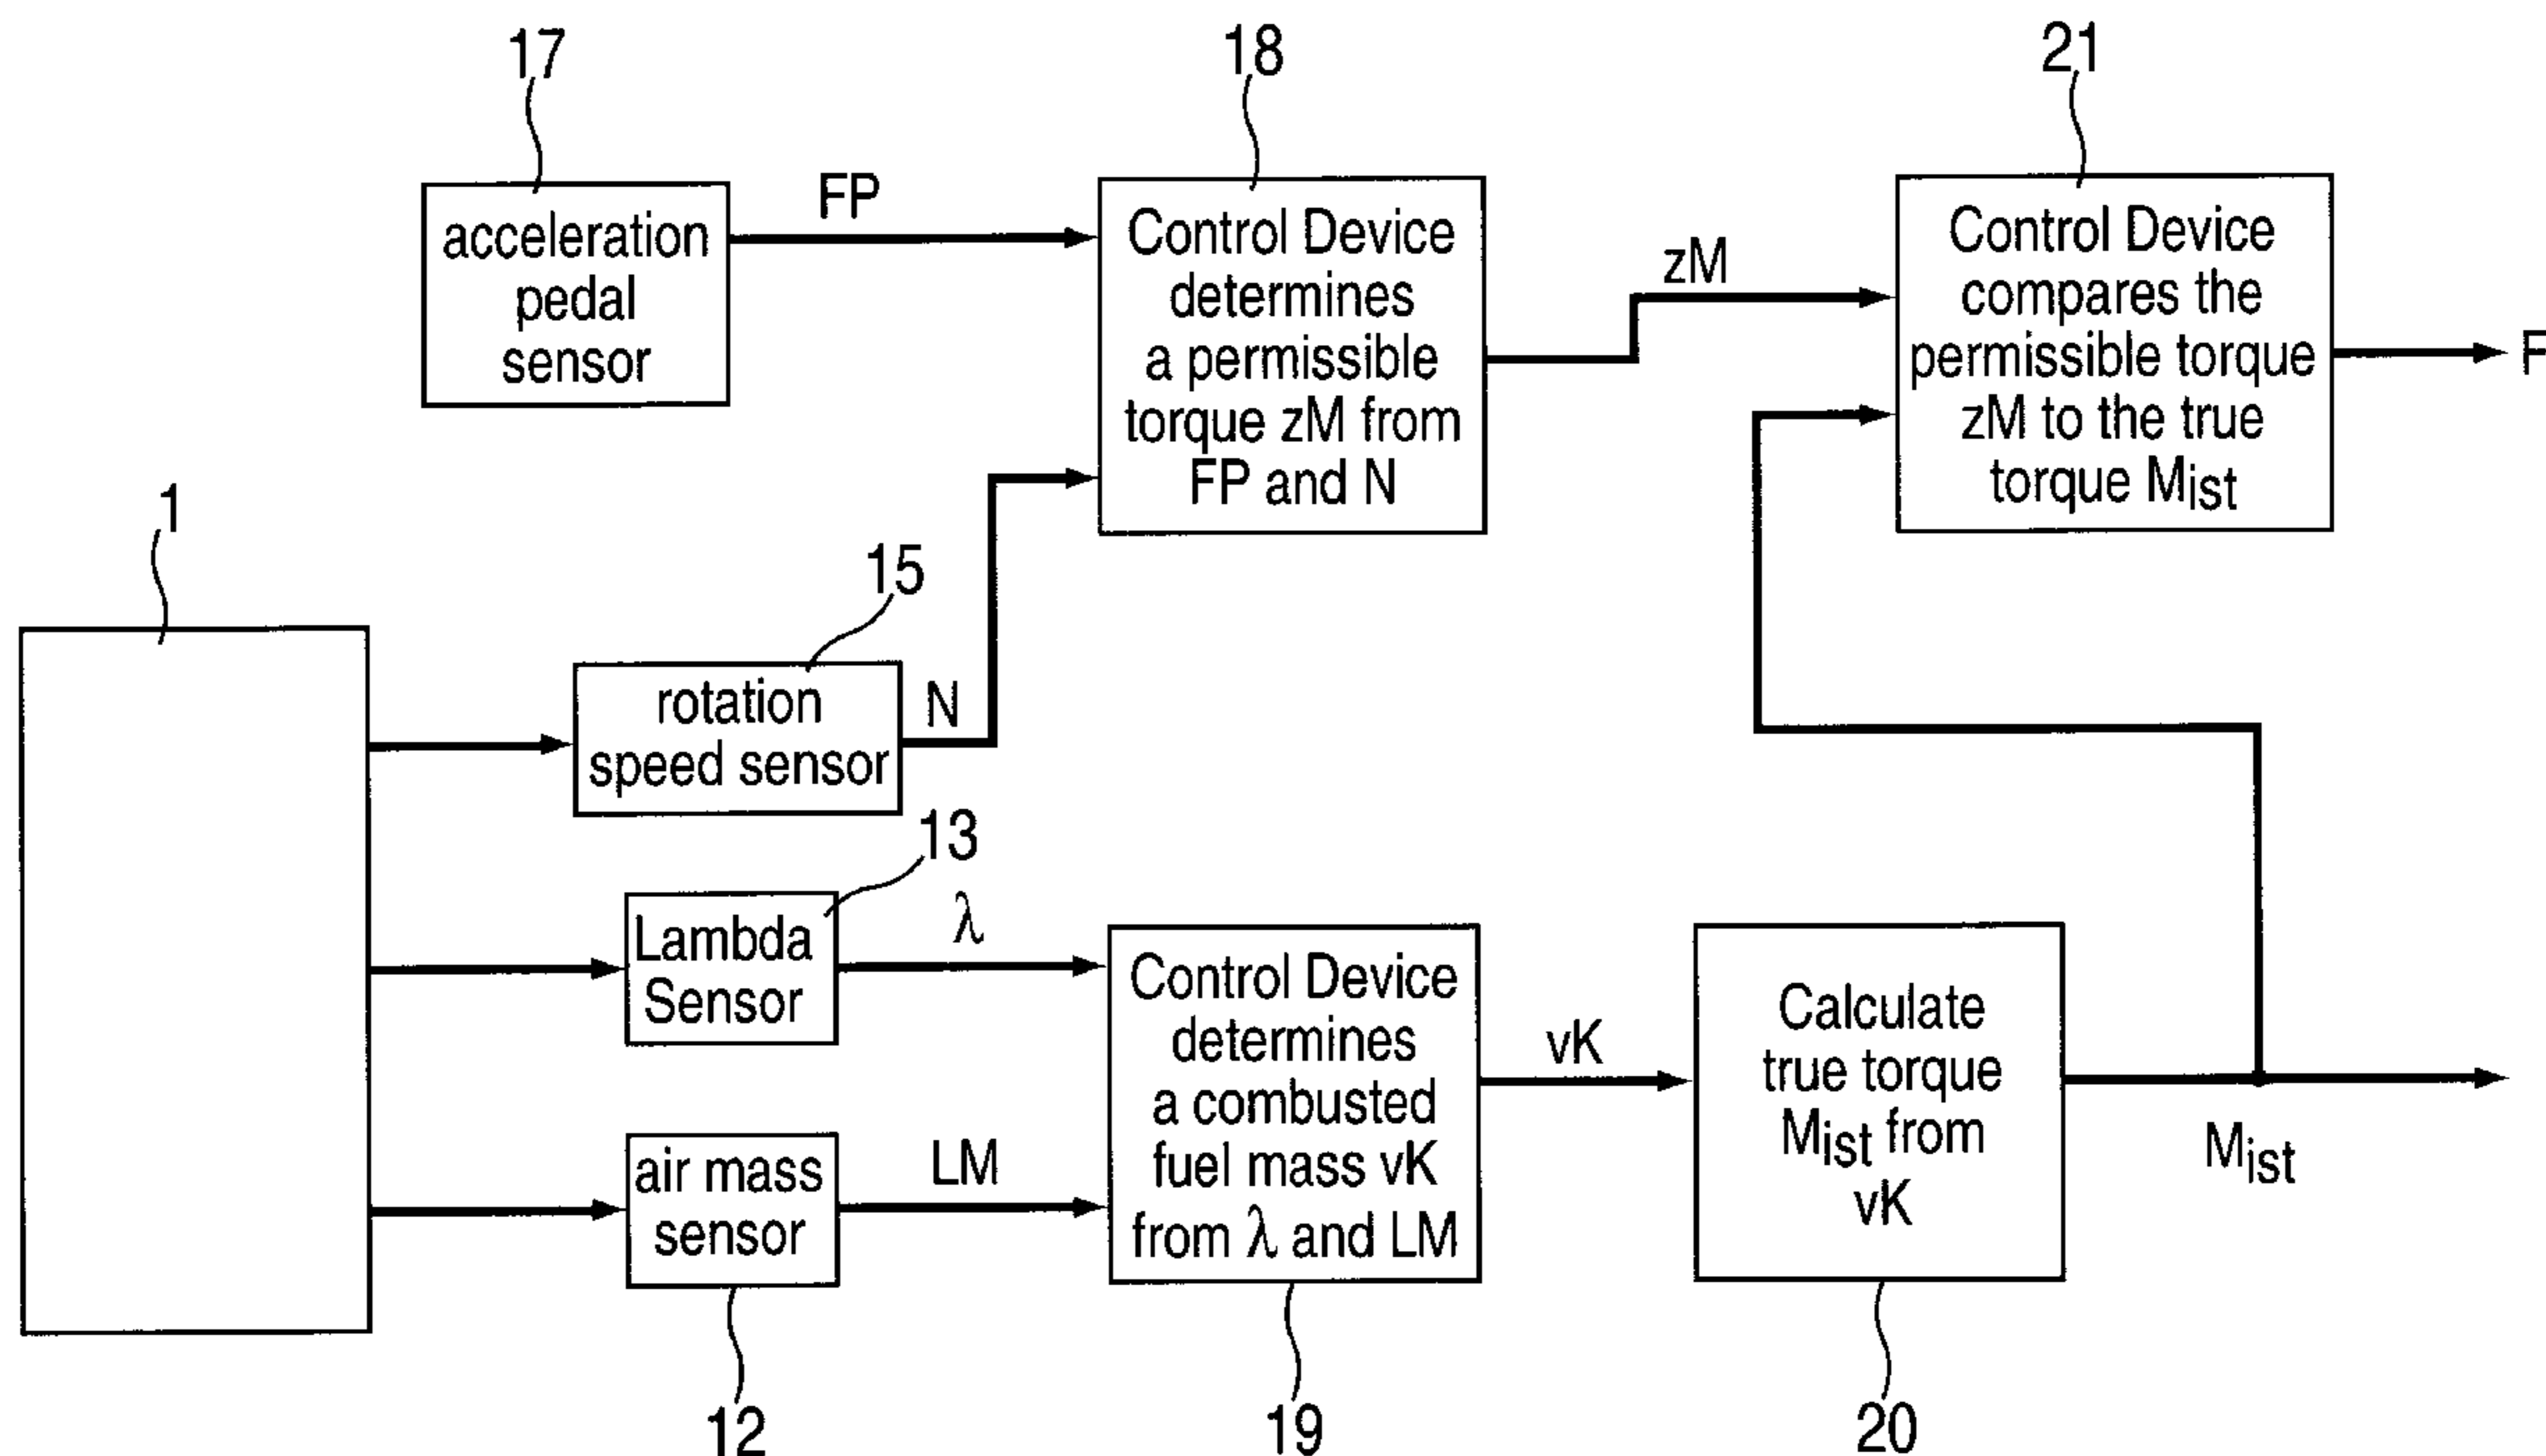 17
18
21
acceleration
pedal
sensor
FP
Control Device
determines
a permissible
torque zM from
FP and N
zM
Control Device
compares the
permissible torque
zM to the true
torque Mist
F
1
15
rotation
speed sensor
N
13
Lambda
Sensor
λ
air mass
sensor
LM
12
Control Device
determines
a combusted
fuel mass vK
from λ and LM
19
vK
Calculate
true torque
Mist from
vK
20
Mist